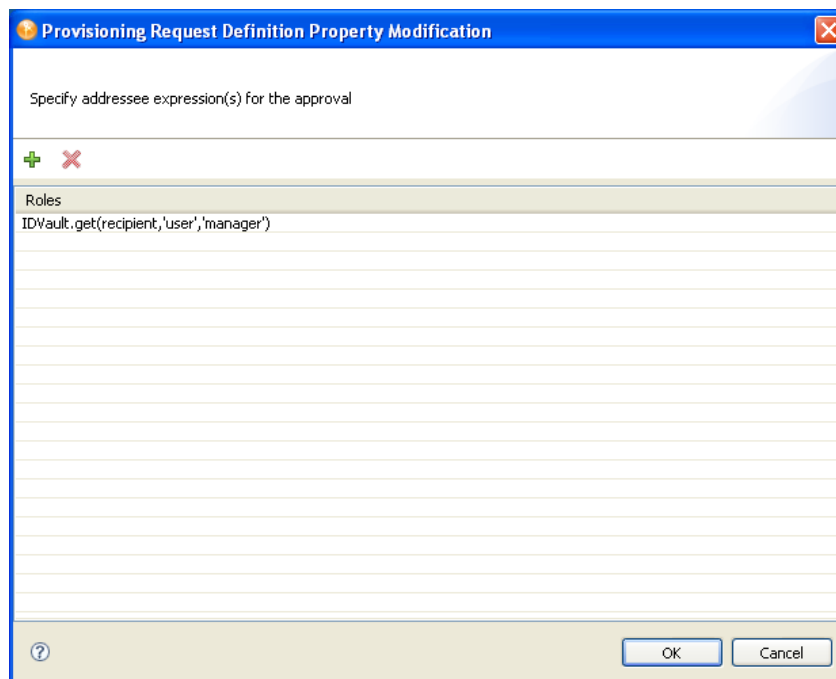 Provisioning Request Definition Property Modification
Specify addressee expression(s) for the approval
Roles
IDVault.get(recipient,'user','manager')
OK
Cancel